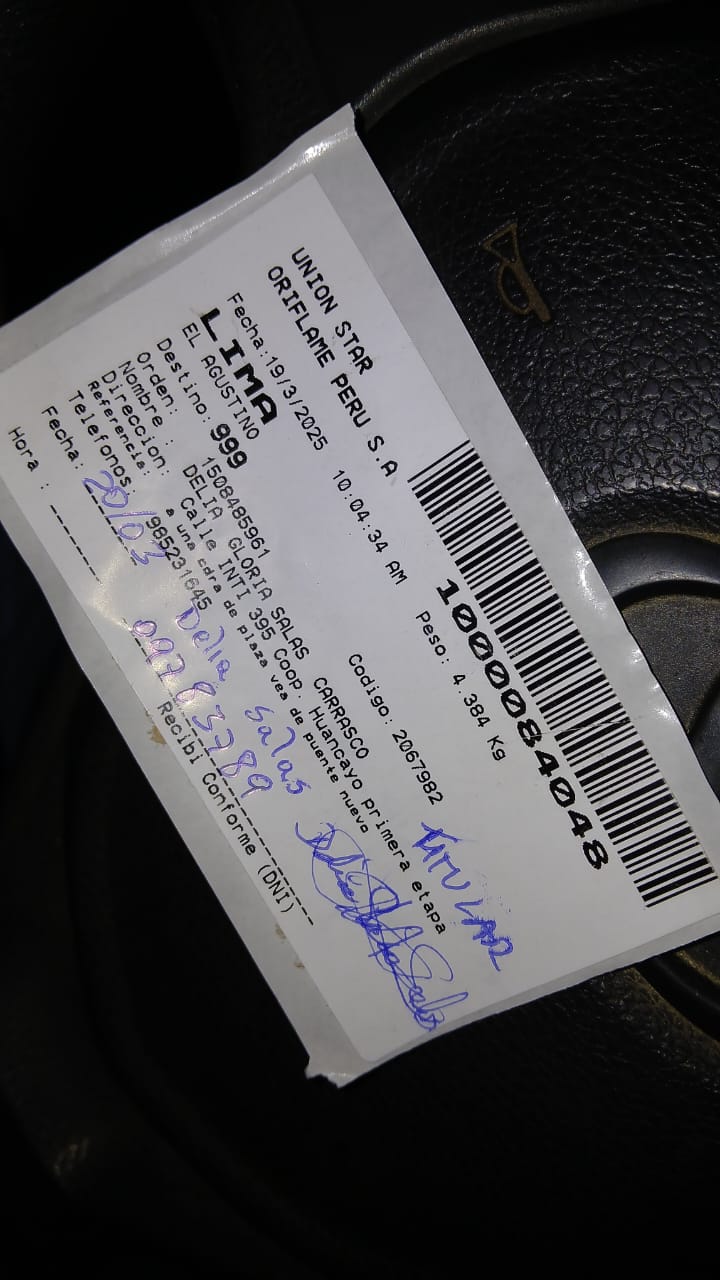 UNION STAR
ORIFLAME PERU S.A
1000084048
Fecha:19/3/2025 10:04:34 AM Peso: 4.384 Kg
LIMA
EL AGUSTINO
Destino: 999 Codigo: 2067982
Orden: 1508485961
Nombre : DELIA GLORIA SALAS CARRASCO
Direccion: Calle INTI 395 Coop. Huancayo primera etapa
Referencia: a una cdra de plaza vea de puente nuevo
Telefonos: 985231645
TITULAR
Fecha: 20/03 Delia Salas
09783789
Hora : Recibi Conforme (DNI)